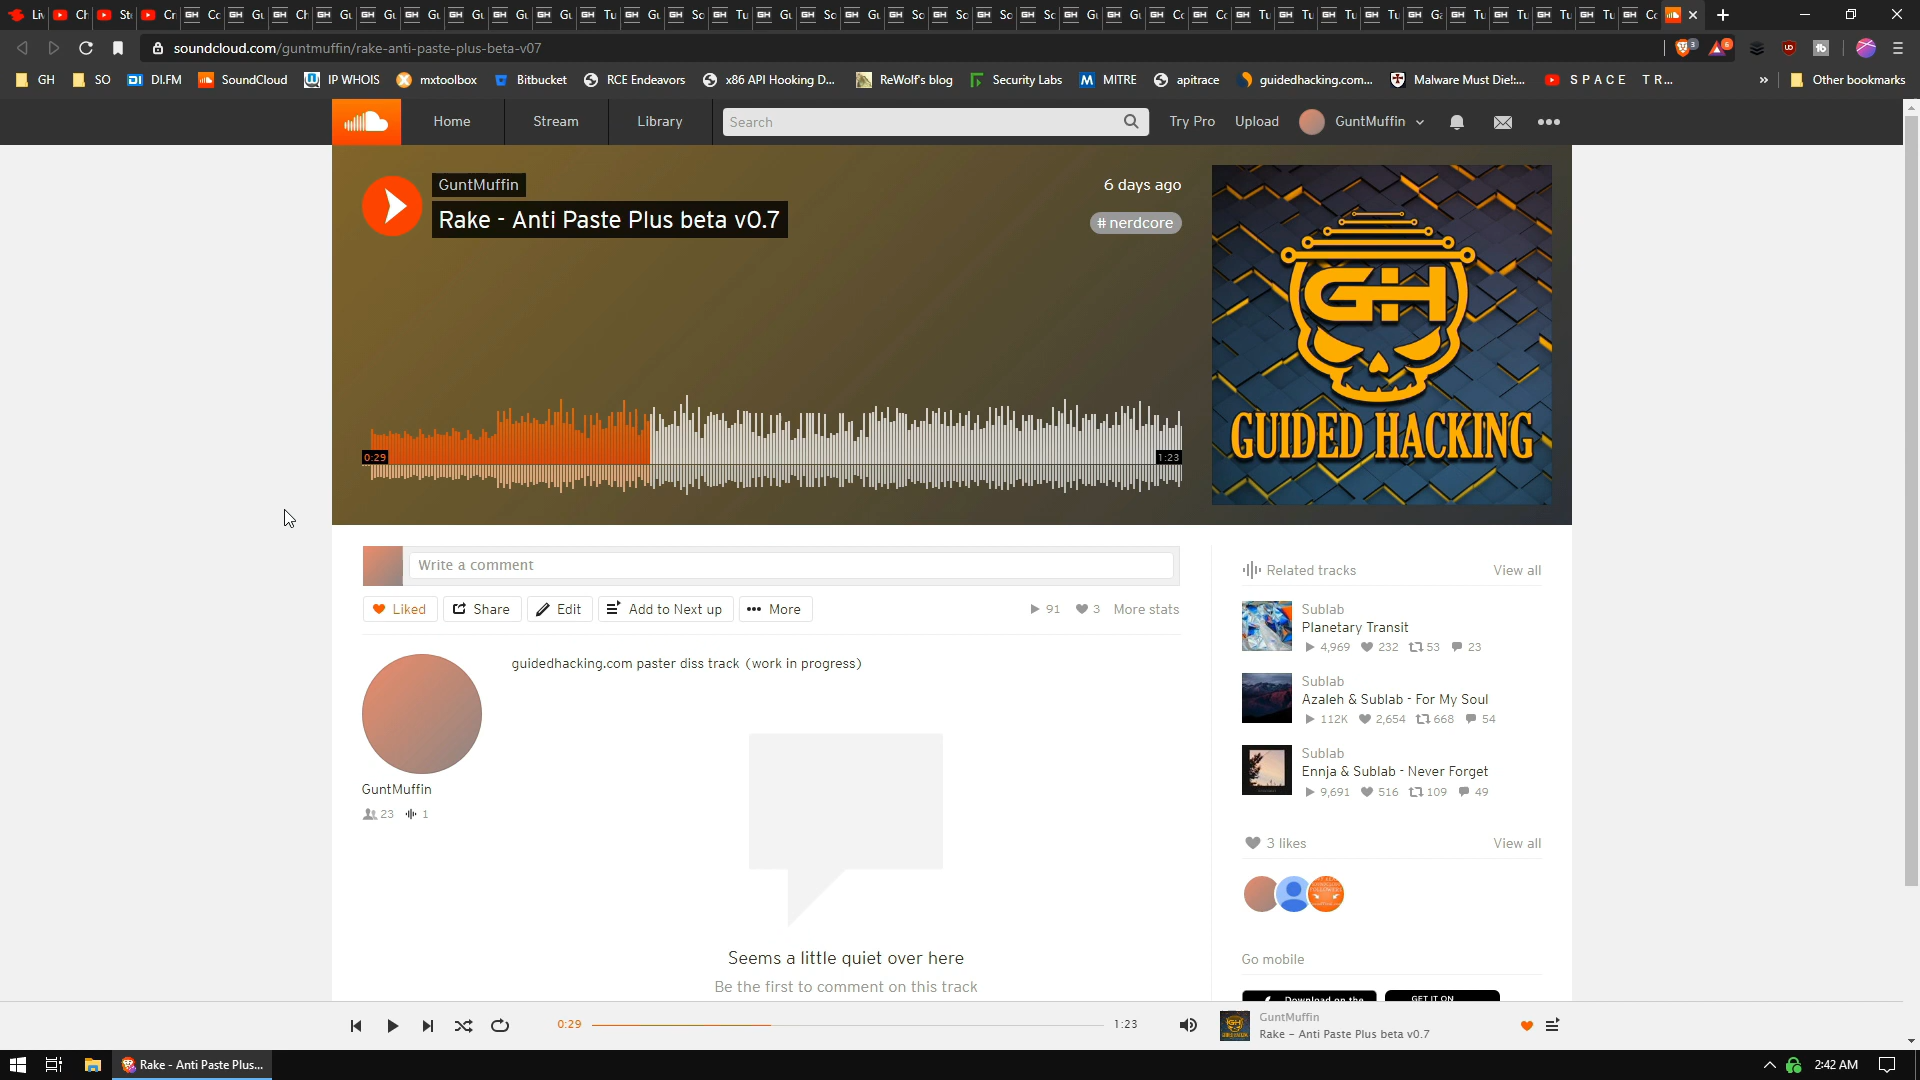 soundcloud.com/guntmuffin/rake-anti-paste-plus-beta-v07
GH
SO
DI.FM
SoundCloud
IP WHOIS
mxtoolbox
Bitbucket
RCE Endeavors
x86 API Hooking D...
ReWolf's blog
Security Labs
MITRE
apitrace
guidedhacking.com...
Malware Must Die!:...
S P A C E T R...
»
Other bookmarks
Home
Stream
Library
Search
Try Pro
Upload
GuntMuffin
GuntMuffin
6 days ago
Rake - Anti Paste Plus beta v0.7
# nerdcore
GH
GUIDED HACKING
0:29
1:23
Write a comment
Liked
Share
Edit
Add to Next up
More
91
3
More stats
guidedhacking.com paster diss track (work in progress)
GuntMuffin
23
1
Seems a little quiet over here
Be the first to comment on this track
Related tracks
View all
Sublab
Planetary Transit
4,969
232
53
23
Sublab
Azaleh & Sublab - For My Soul
112K
2,654
668
54
Sublab
Ennja & Sublab - Never Forget
9,691
516
109
49
3 likes
View all
Go mobile
Download on the
GET IT ON
0:29
1:23
GuntMuffin
Rake - Anti Paste Plus beta v0.7
Rake - Anti Paste Plus...
2:42 AM